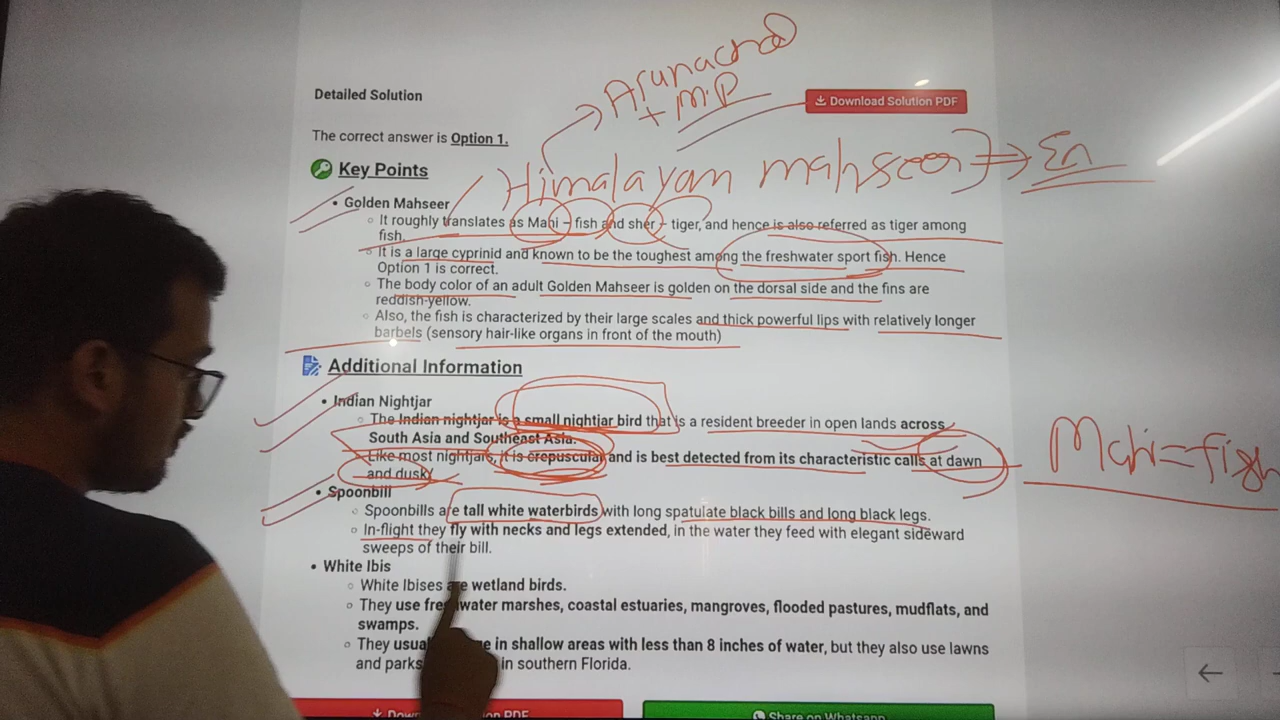 Arunachal
+ M.P
Detailed Solution
Download Solution PDF
The correct answer is Option 1.
Himalayan mahseer → En
Key Points
• Golden Mahseer
It roughly translates as Mahi – fish and sher – tiger, and hence is also referred as tiger among
fish.
It is a large cyprinid and known to be the toughest among the freshwater sport fish. Hence
Option 1 is correct.
The body color of an adult Golden Mahseer is golden on the dorsal side and the fins are
reddish-yellow.
Also, the fish is characterized by their large scales and thick powerful lips with relatively longer
barbels (sensory hair-like organs in front of the mouth)
Additional Information
• Indian Nightjar
The Indian nightjar is a small nightjar bird that is a resident breeder in open lands across
South Asia and Southeast Asia.
Like most nightjars, it is crepuscular and is best detected from its characteristic calls at dawn
and dusky
Mahi = fish
• Spoonbill
Spoonbills are tall white waterbirds with long spatulate black bills and long black legs.
In-flight they fly with necks and legs extended, in the water they feed with elegant sideward
sweeps of their bill.
• White Ibis
White Ibises are wetland birds.
They use freshwater marshes, coastal estuaries, mangroves, flooded pastures, mudflats, and
swamps.
They in shallow areas with less than 8 inches of water, but they also use lawns
and parks in southern Florida.
PDF
Share on Whatsapp